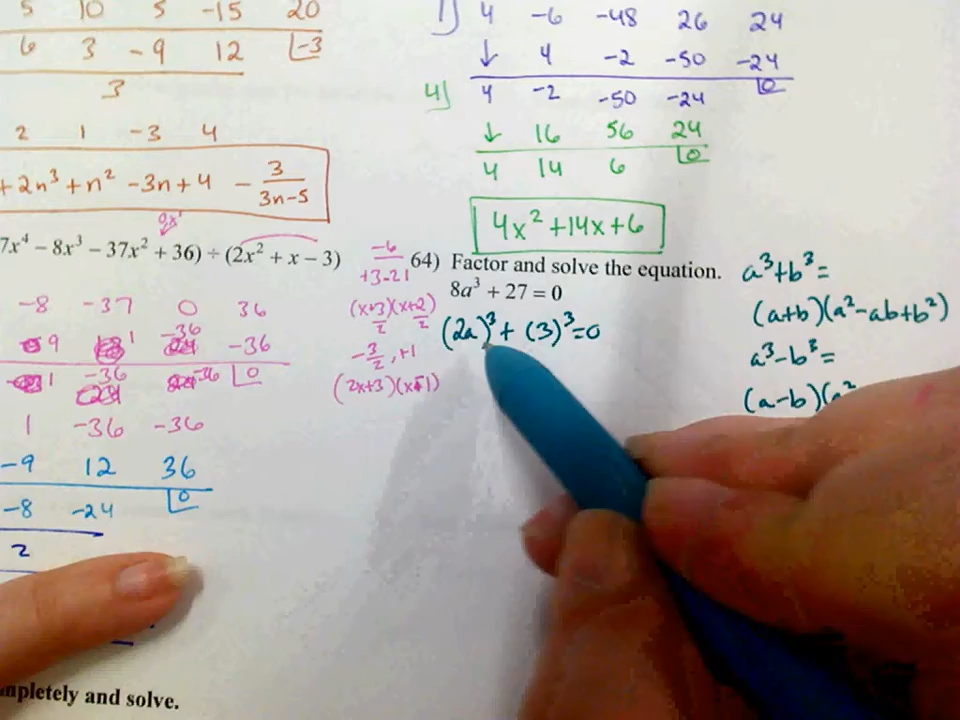 5 10 5 -15 20
6 3 -9 12 -3
3
2 1 -3 4
+ 2n³ + n² - 3n + 4 - 3/(3n-5)
7x⁴ – 8x³ – 37x² + 36) ÷ (2x² + x – 3)
-8 -37 0 36
9 -36 -36
1 -36 -36 0
1 -36 -36
-9 12 36
-8 -24 0
2
-6
+3-21
(x+3/2)(x+2/2)
-3/2, +1
(2x+3)(x-1)
1) 4 -6 -48 26 24
↓ 4 -2 -50 -24
4) 4 -2 -50 -24 0
↓ 16 56 24
4 14 6 0
4x² + 14x + 6
64) Factor and solve the equation.
8a³ + 27 = 0
(2a)³ + (3)³ = 0
a³+b³=
(a+b)(a²-ab+b²)
a³-b³=
(a-b)(a²
mpletely and solve.